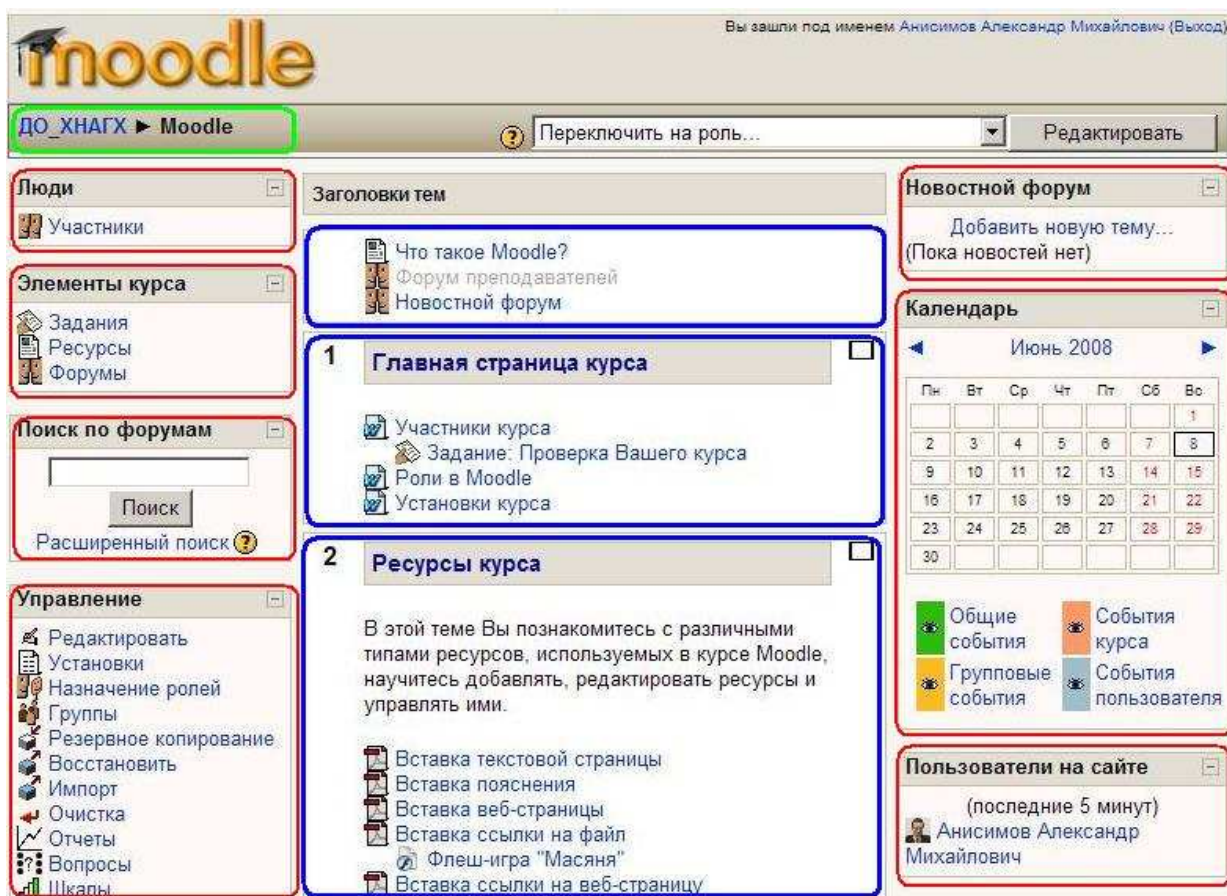 moodle
Вы зашли под именем Анисимов Александр Михайлович (Выход)
ДО_ХНАГХ ► Moodle
Переключить на роль...
Редактировать
Люди
Участники
Элементы курса
Задания
Ресурсы
Форумы
Поиск по форумам
Поиск
Расширенный поиск
Управление
Редактировать
Установки
Назначение ролей
Группы
Резервное копирование
Восстановить
Импорт
Очистка
Отчеты
Вопросы
Шкалы
Заголовки тем
Что такое Moodle?
Форум преподавателей
Новостной форум
1 Главная страница курса
Участники курса
Задание: Проверка Вашего курса
Роли в Moodle
Установки курса
2 Ресурсы курса
В этой теме Вы познакомитесь с различными
типами ресурсов, используемых в курсе Moodle,
научитесь добавлять, редактировать ресурсы и
управлять ими.
Вставка текстовой страницы
Вставка пояснения
Вставка веб-страницы
Вставка ссылки на файл
Флеш-игра "Масяня"
Вставка ссылки на веб-страницу
Новостной форум
Добавить новую тему...
(Пока новостей нет)
Календарь
◄ Июнь 2008 ►
Пн Вт Ср Чт Пт Сб Вс
1
2 3 4 5 6 7 8
9 10 11 12 13 14 15
16 17 18 19 20 21 22
23 24 25 26 27 28 29
30
Общие
события
События
курса
Групповые
события
События
пользователя
Пользователи на сайте
(последние 5 минут)
Анисимов Александр
Михайлович